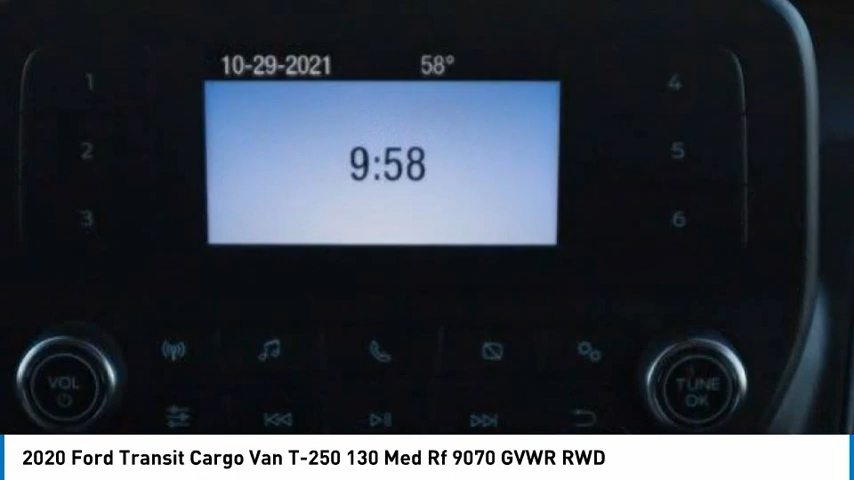 10-29-2021 58°
1 4
9:58
2 5
3 6
VOL
TUNE
OK
2020 Ford Transit Cargo Van T-250 130 Med Rf 9070 GVWR RWD